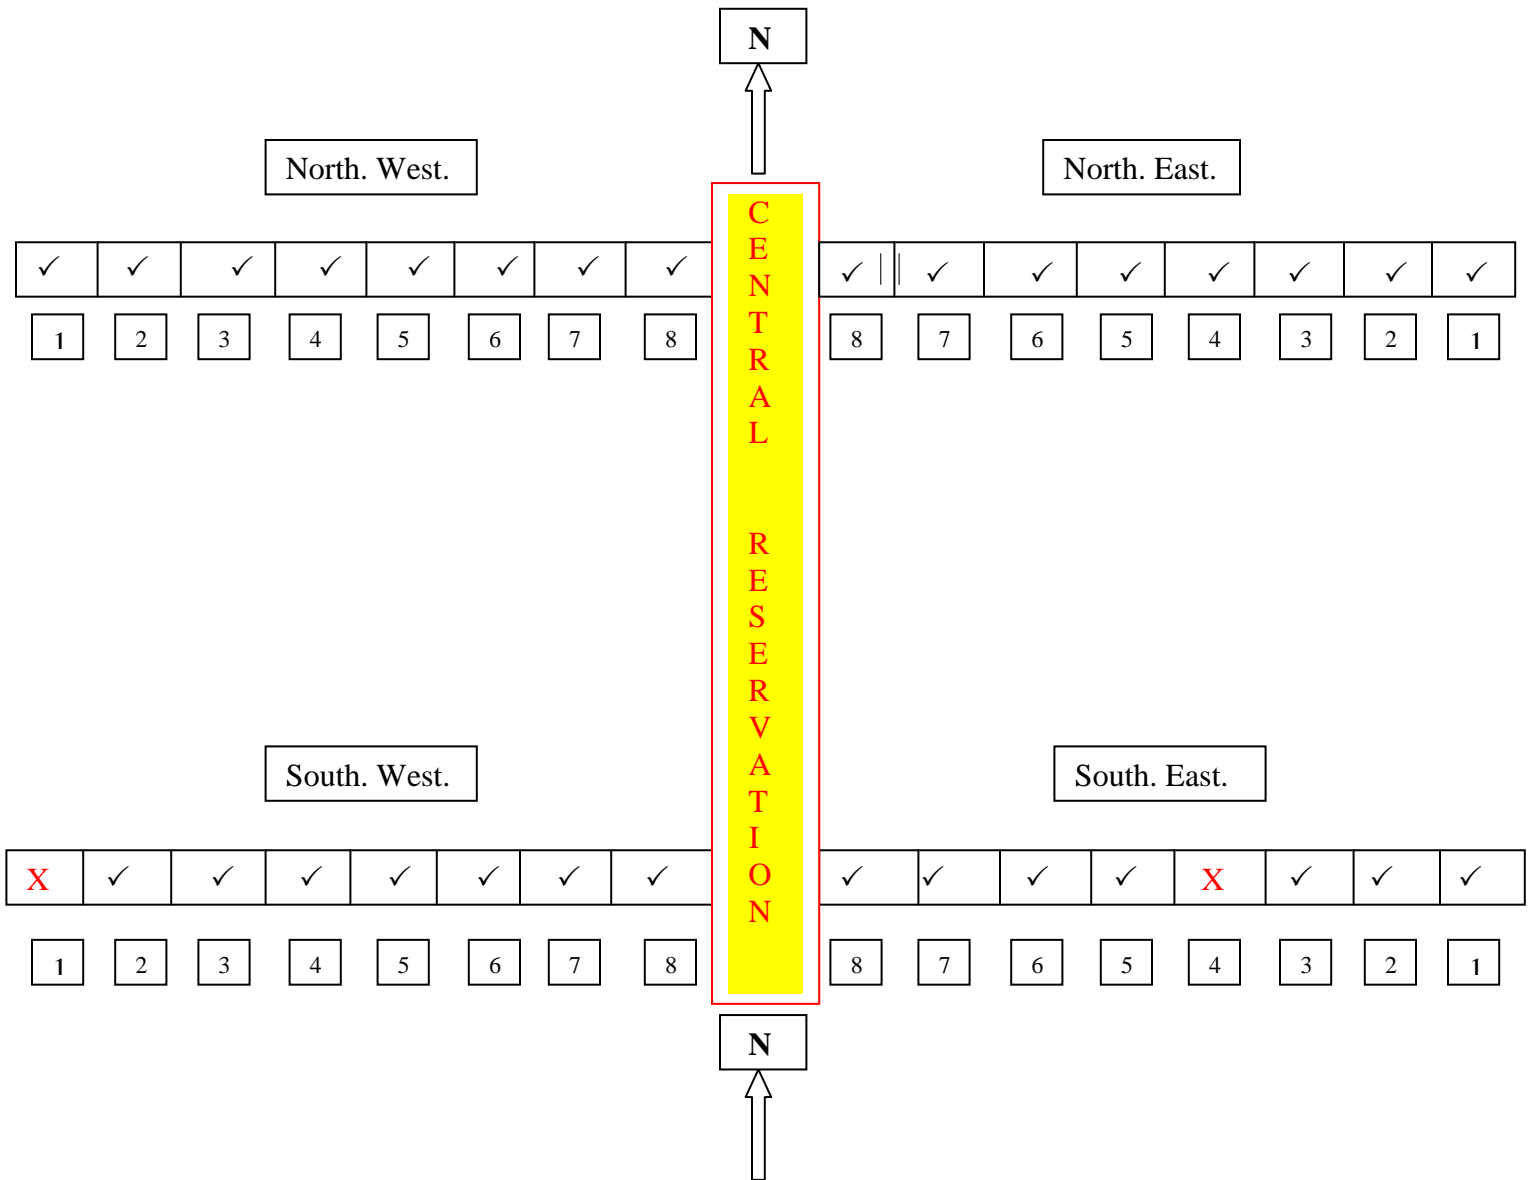 N
North. West.
North. East.
✓ ✓ ✓ ✓ ✓ ✓ ✓ ✓
✓ ✓ ✓ ✓ ✓ ✓ ✓ ✓
1 2 3 4 5 6 7 8
8 7 6 5 4 3 2 1
CENTRAL
RESERVATION
South. West.
South. East.
X ✓ ✓ ✓ ✓ ✓ ✓ ✓
✓ ✓ ✓ ✓ X ✓ ✓ ✓
1 2 3 4 5 6 7 8
8 7 6 5 4 3 2 1
N